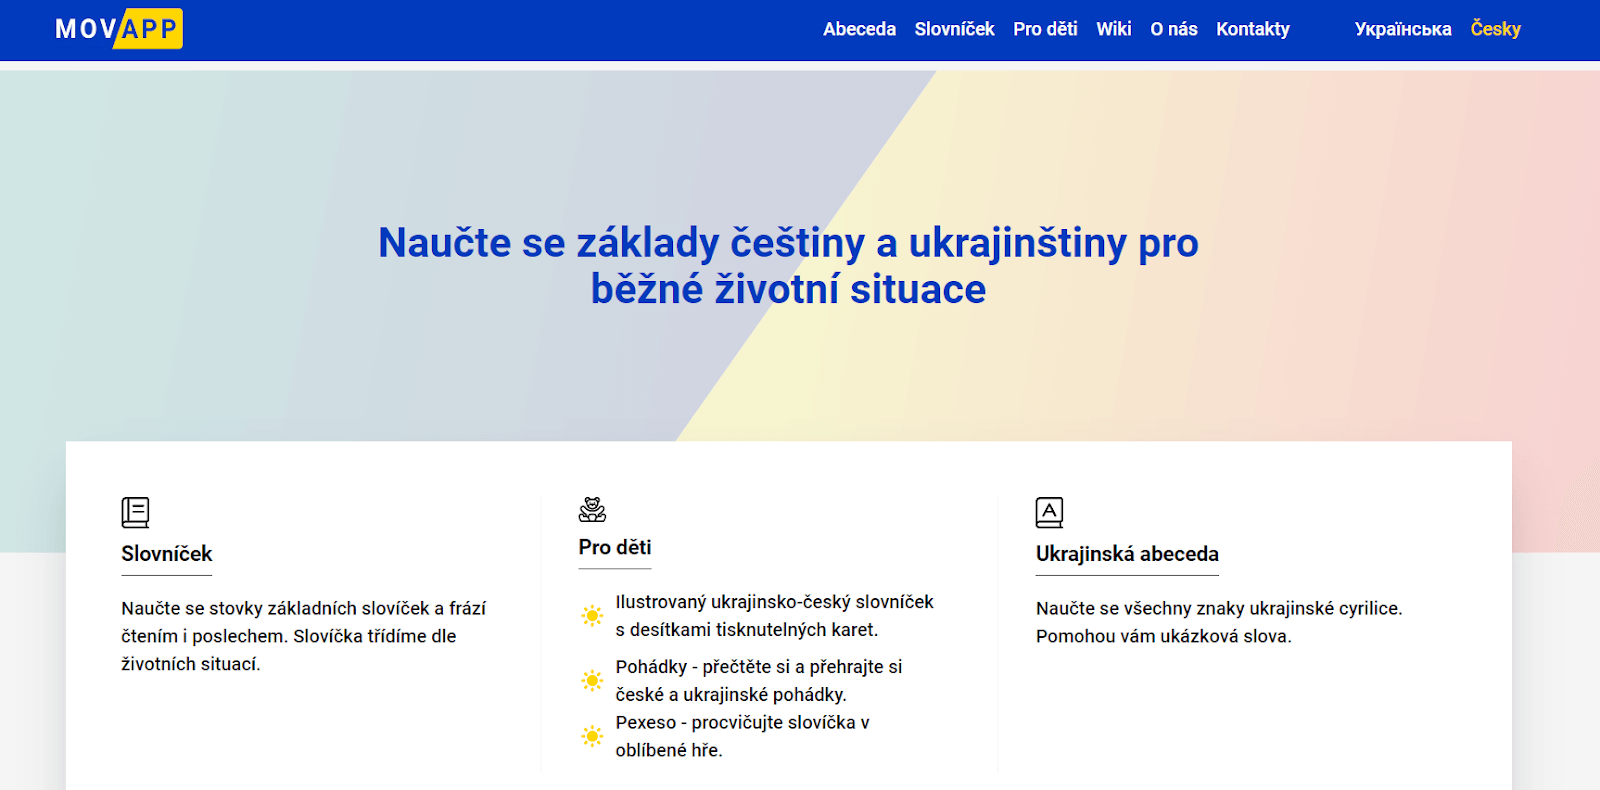 MOVAPP
Abeceda Slovníček Pro děti Wiki O nás Kontakty Українська Česky
Naučte se základy češtiny a ukrajinštiny pro
běžné životní situace
Slovníček
Naučte se stovky základních slovíček a frází
čtením i poslechem. Slovíčka třídíme dle
životních situací.
Pro děti
Ilustrovaný ukrajinsko-český slovníček
s desítkami tisknutelných karet.
Pohádky - přečtěte si a přehrajte si
české a ukrajinské pohádky.
Pexeso - procvičujte slovíčka v
oblíbené hře.
A
Ukrajinská abeceda
Naučte se všechny znaky ukrajinské cyrilice.
Pomohou vám ukázková slova.